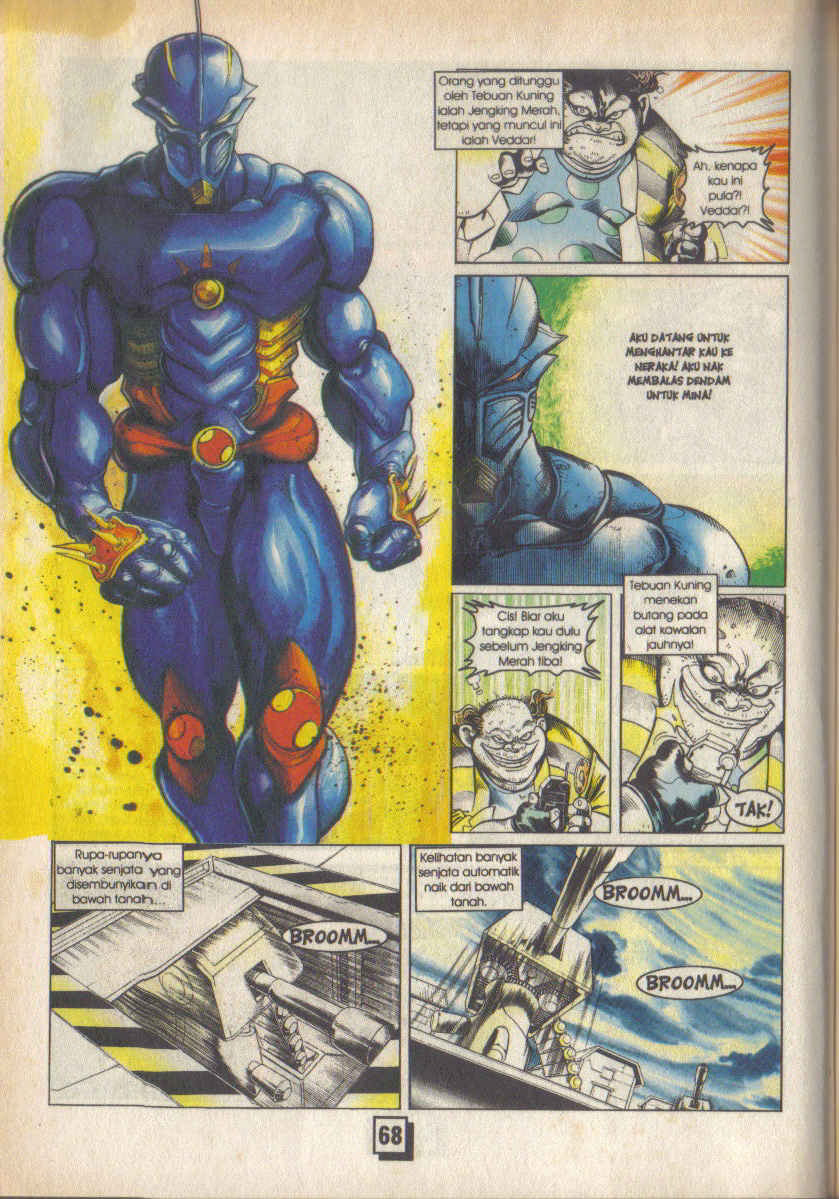 Orang yang ditunggu
oleh Tebuan Kuning
ialah Jengking Merah,
tetapi yang muncul ini
ialah Veddar!
Ah, kenapa
kau ini
pula?!
Veddar?!
AKU DATANG UNTUK
MENGHANTAR KAU KE
NERAKA! AKU NAK
MEMBALAS DENDAM
UNTUK MINA!
Cis! Biar aku
tangkap kau dulu
sebelum Jengking
Merah tiba!
Tebuan Kuning
menekan
butang pada
alat kawalan
jauhnya!
TAK!
Rupa-rupanya
banyak senjata yang
disembunyikan di
bawah tanah...
BROOMM...
Kelihatan banyak
senjata automatik
naik dari bawah
tanah.
BROOMM...
BROOMM...
68